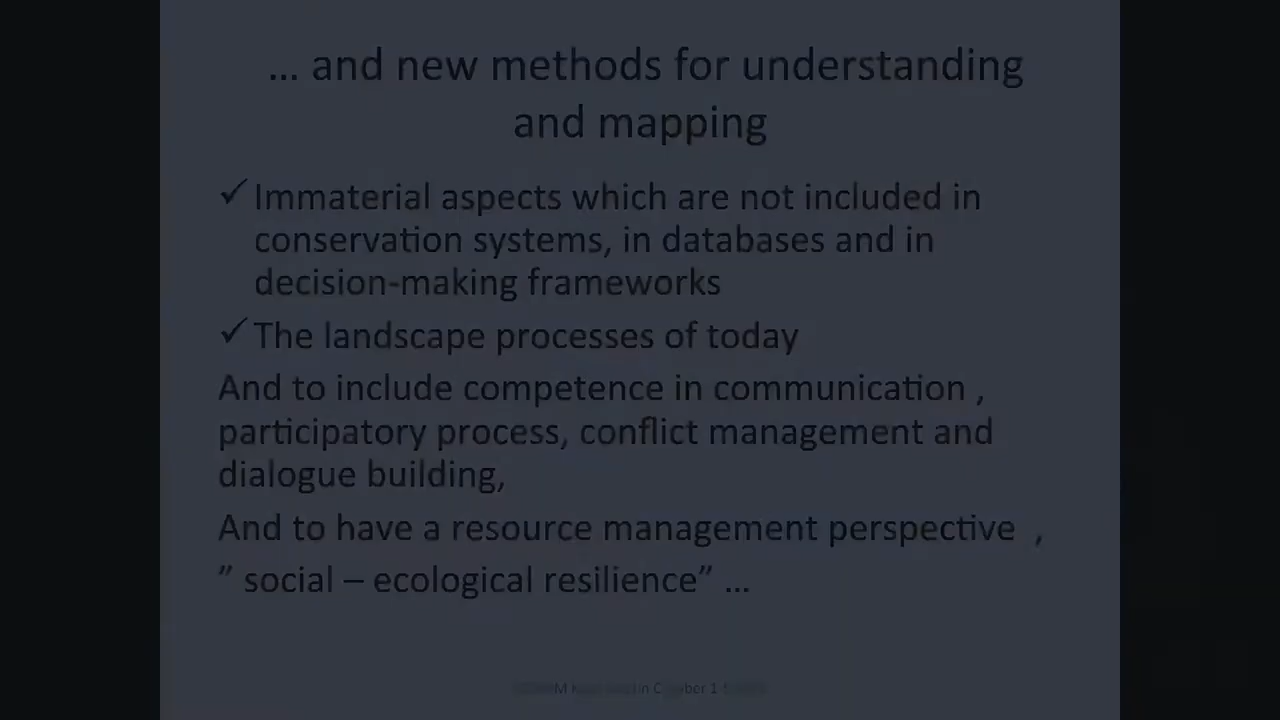 … and new methods for understanding
and mapping
✓ Immaterial aspects which are not included in
conservation systems, in databases and in
decision-making frameworks
✓ The landscape processes of today
And to include competence in communication ,
participatory process, conflict management and
dialogue building,
And to have a resource management perspective ,
” social – ecological resilience” …